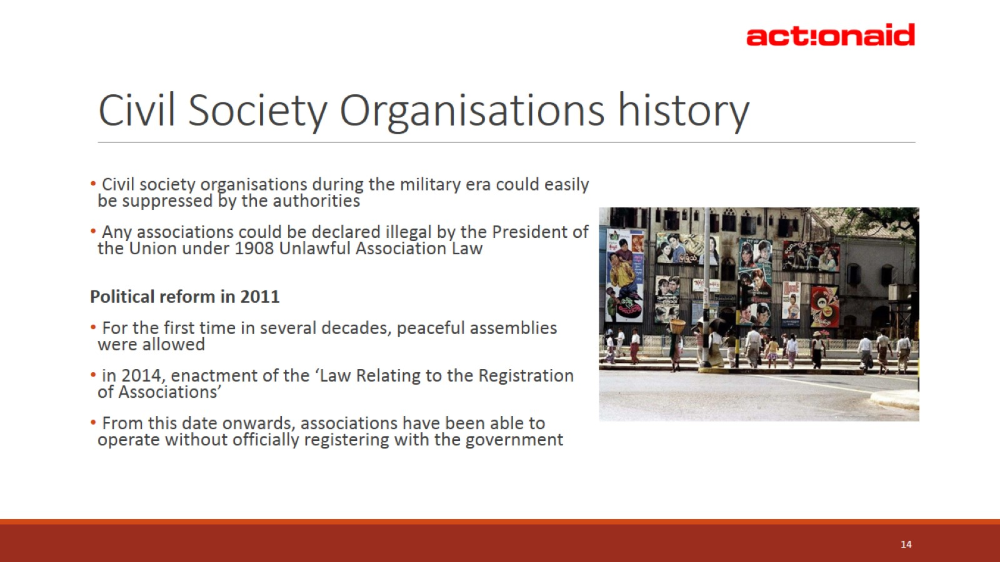 act!onaid
Civil Society Organisations history
• Civil society organisations during the military era could easily
be suppressed by the authorities
• Any associations could be declared illegal by the President of
the Union under 1908 Unlawful Association Law
Political reform in 2011
• For the first time in several decades, peaceful assemblies
were allowed
• in 2014, enactment of the ‘Law Relating to the Registration
of Associations’
• From this date onwards, associations have been able to
operate without officially registering with the government
14